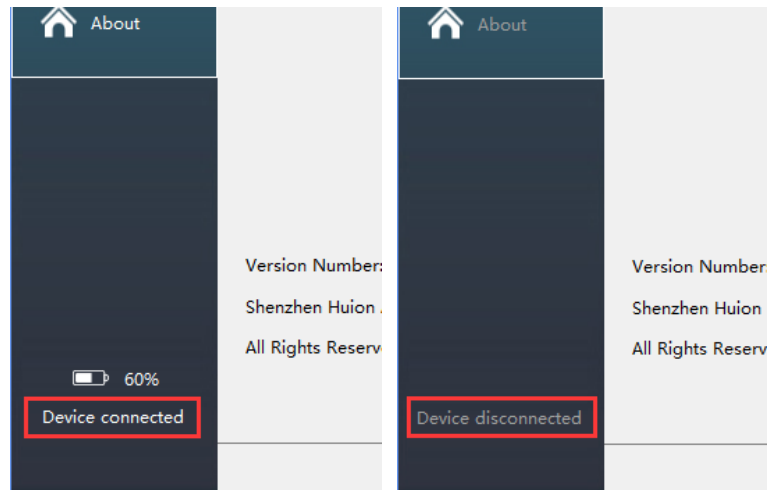 About
Version Number:
Shenzhen Huion
All Rights Reserv
60%
Device connected
About
Version Number:
Shenzhen Huion
All Rights Reserv
Device disconnected